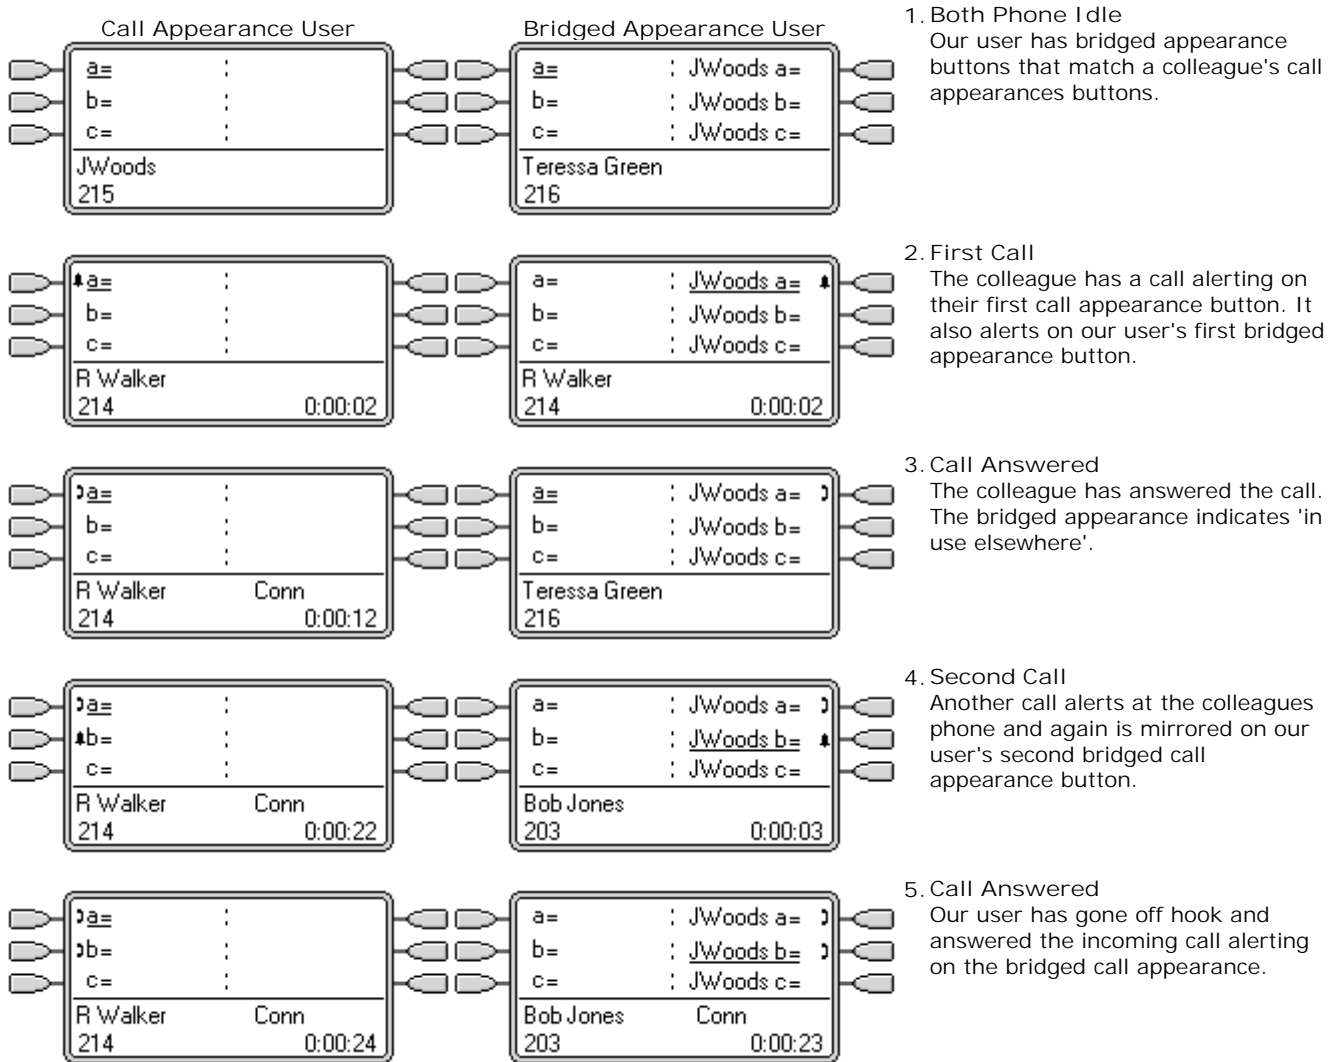 Call Appearance User
Bridged Appearance User
1. Both Phone Idle
Our user has bridged appearance
buttons that match a colleague's call
appearances buttons.
a= :
b= :
c= :
JWoods
215
a= : JWoods a=
b= : JWoods b=
c= : JWoods c=
Teressa Green
216
2. First Call
The colleague has a call alerting on
their first call appearance button. It
also alerts on our user's first bridged
appearance button.
a= :
b= :
c= :
R Walker
214 0:00:02
a= : JWoods a=
b= : JWoods b=
c= : JWoods c=
R Walker
214 0:00:02
3. Call Answered
The colleague has answered the call.
The bridged appearance indicates 'in
use elsewhere'.
a= :
b= :
c= :
R Walker Conn
214 0:00:12
a= : JWoods a=
b= : JWoods b=
c= : JWoods c=
Teressa Green
216
4. Second Call
Another call alerts at the colleagues
phone and again is mirrored on our
user's second bridged call
appearance button.
a= :
b= :
c= :
R Walker Conn
214 0:00:22
a= : JWoods a=
b= : JWoods b=
c= : JWoods c=
Bob Jones
203 0:00:03
5. Call Answered
Our user has gone off hook and
answered the incoming call alerting
on the bridged call appearance.
a= :
b= :
c= :
R Walker Conn
214 0:00:24
a= : JWoods a=
b= : JWoods b=
c= : JWoods c=
Bob Jones Conn
203 0:00:23